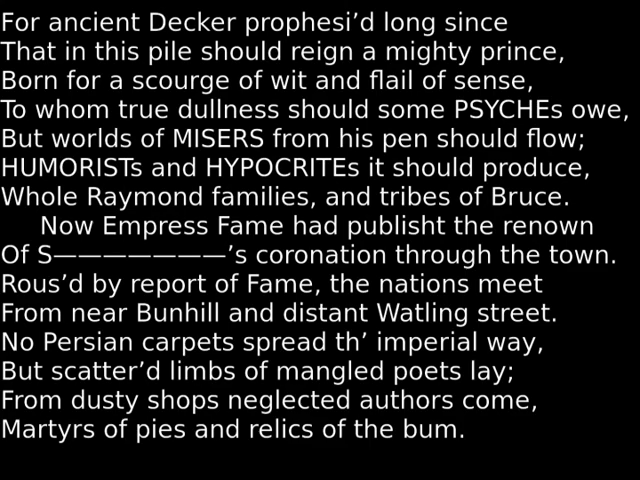 For ancient Decker prophesi’d long since
That in this pile should reign a mighty prince,
Born for a scourge of wit and flail of sense,
To whom true dullness should some PSYCHEs owe,
But worlds of MISERS from his pen should flow;
HUMORISTs and HYPOCRITEs it should produce,
Whole Raymond families, and tribes of Bruce.
Now Empress Fame had publisht the renown
Of S———————’s coronation through the town.
Rous’d by report of Fame, the nations meet
From near Bunhill and distant Watling street.
No Persian carpets spread th’ imperial way,
But scatter’d limbs of mangled poets lay;
From dusty shops neglected authors come,
Martyrs of pies and relics of the bum.